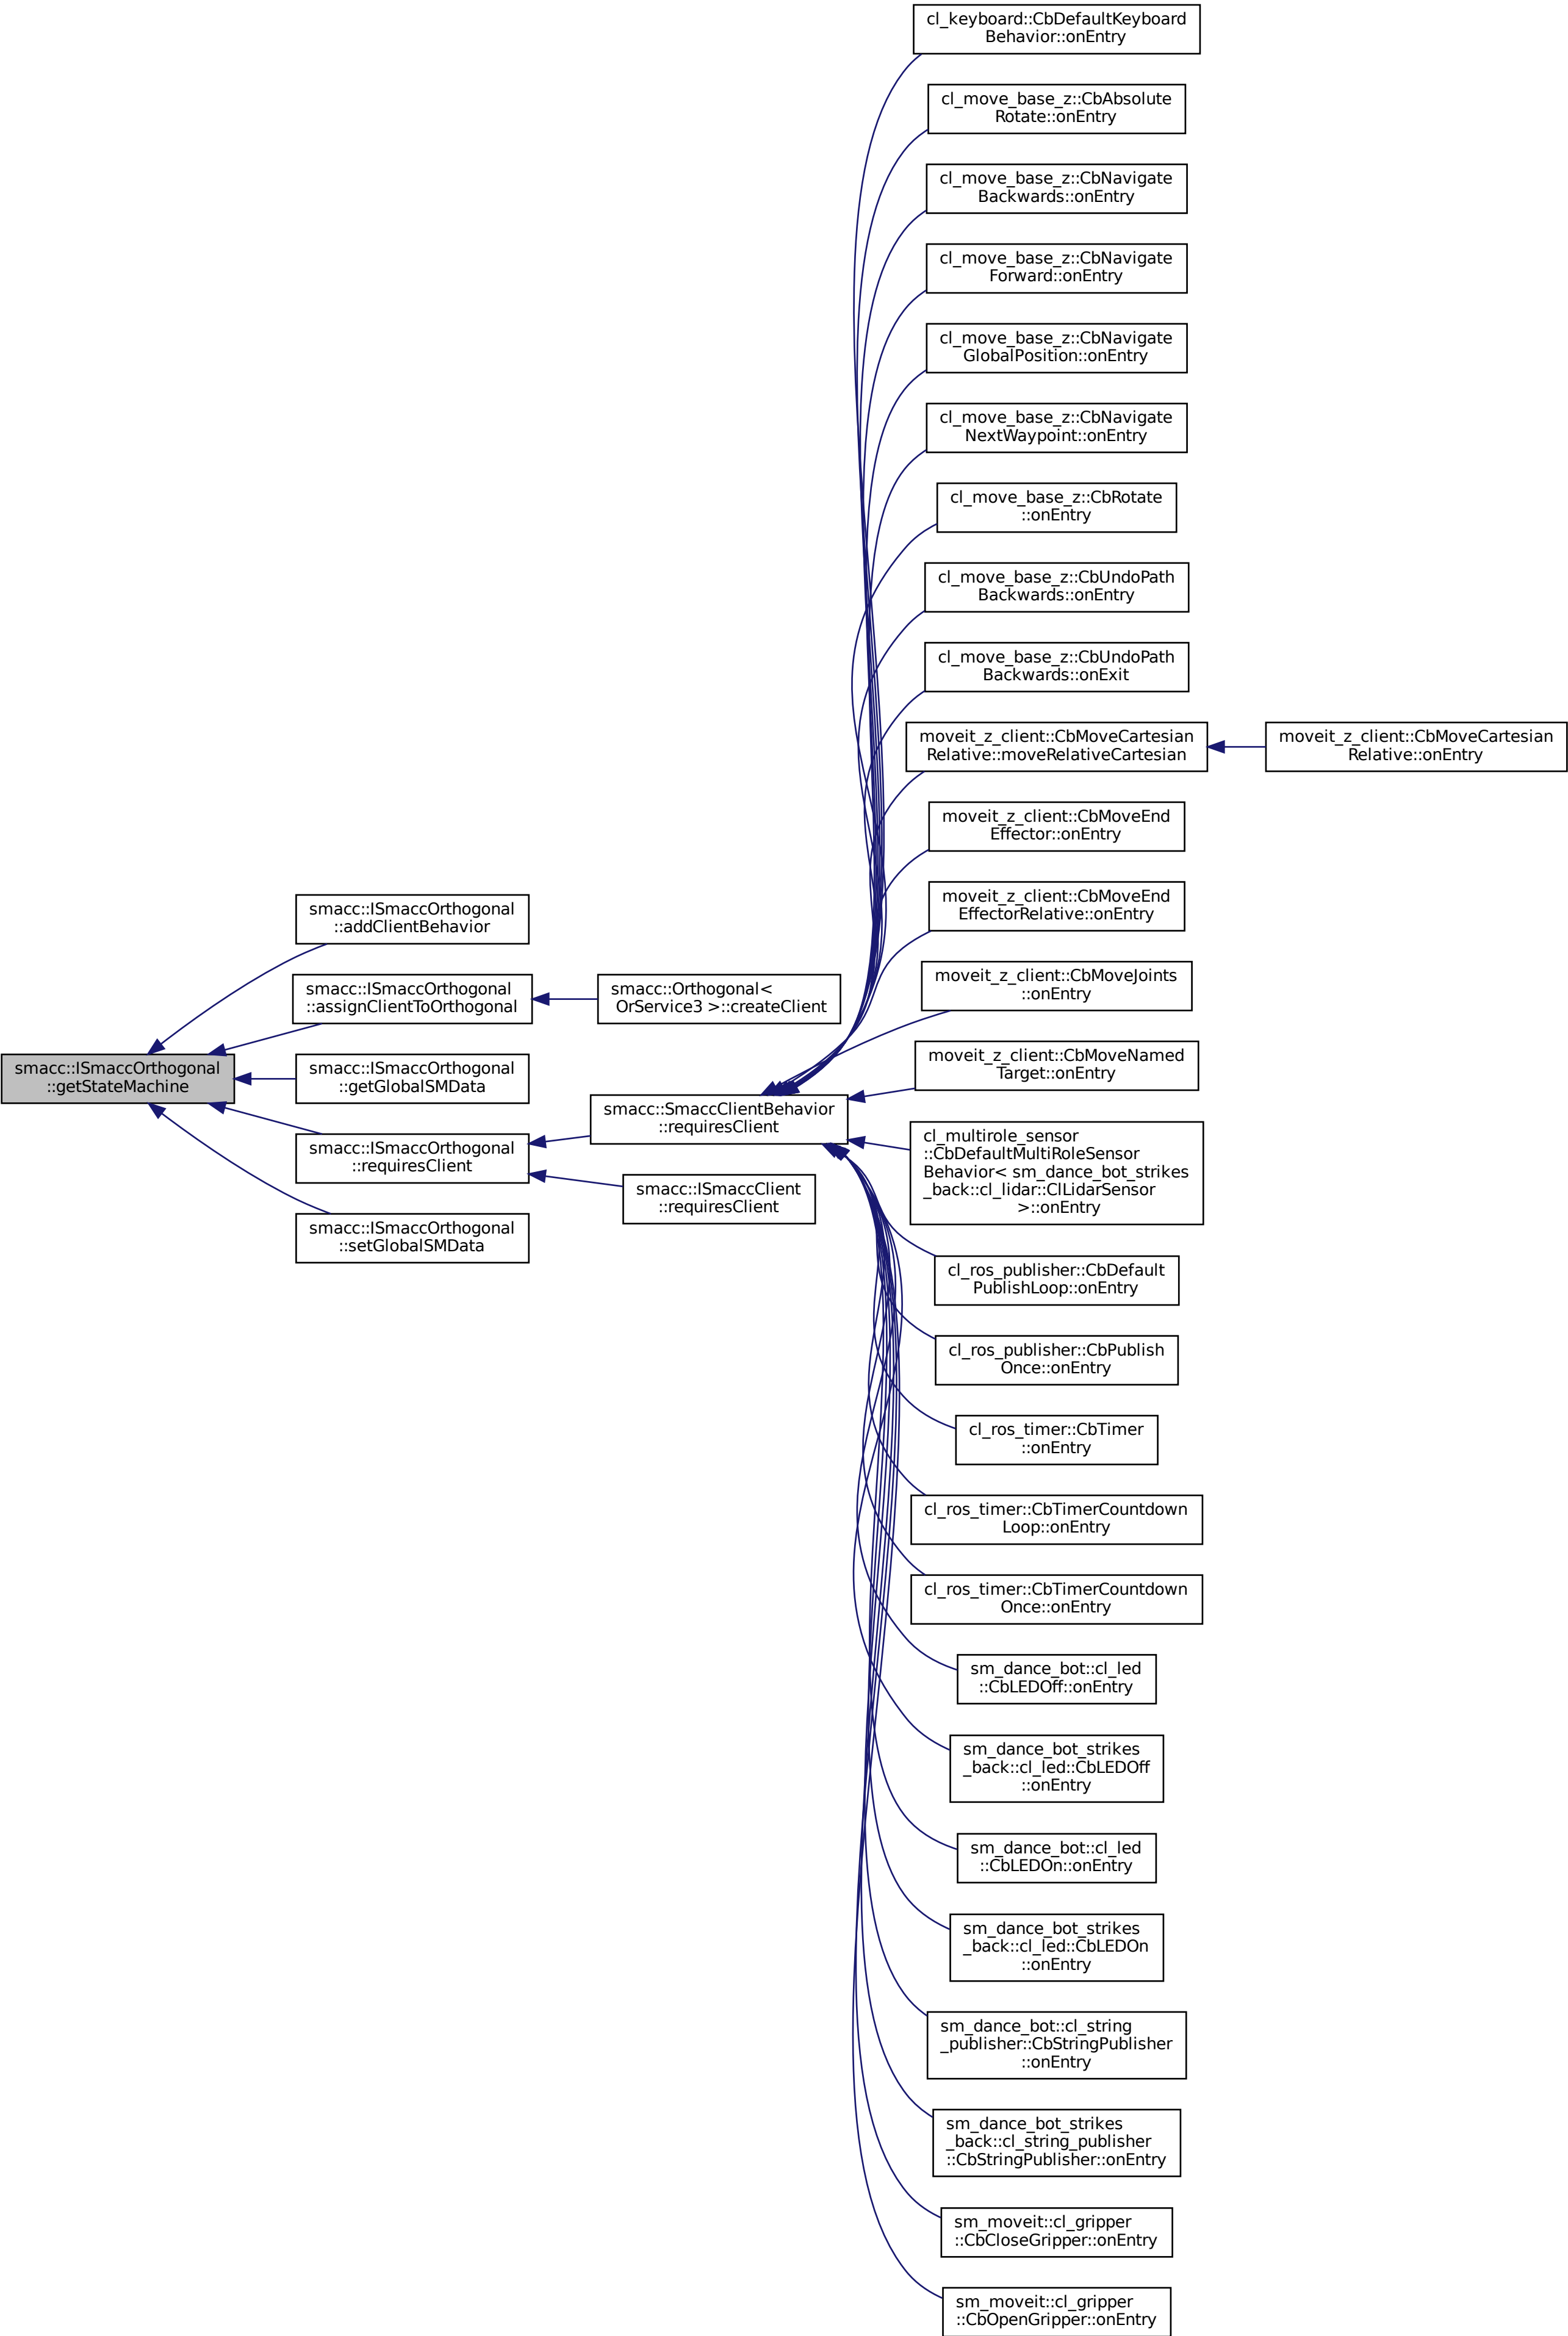 smacc::ISmaccOrthogonal
::getStateMachine
smacc::ISmaccOrthogonal
::addClientBehavior
smacc::ISmaccOrthogonal
::assignClientToOrthogonal
smacc::Orthogonal<
OrService3 >::createClient
smacc::ISmaccOrthogonal
::getGlobalSMData
smacc::ISmaccOrthogonal
::requiresClient
smacc::ISmaccOrthogonal
::setGlobalSMData
smacc::SmaccClientBehavior
::requiresClient
smacc::ISmaccClient
::requiresClient
cl_keyboard::CbDefaultKeyboard
Behavior::onEntry
cl_move_base_z::CbAbsolute
Rotate::onEntry
cl_move_base_z::CbNavigate
Backwards::onEntry
cl_move_base_z::CbNavigate
Forward::onEntry
cl_move_base_z::CbNavigate
GlobalPosition::onEntry
cl_move_base_z::CbNavigate
NextWaypoint::onEntry
cl_move_base_z::CbRotate
::onEntry
cl_move_base_z::CbUndoPath
Backwards::onEntry
cl_move_base_z::CbUndoPath
Backwards::onExit
moveit_z_client::CbMoveCartesian
Relative::moveRelativeCartesian
moveit_z_client::CbMoveCartesian
Relative::onEntry
moveit_z_client::CbMoveEnd
Effector::onEntry
moveit_z_client::CbMoveEnd
EffectorRelative::onEntry
moveit_z_client::CbMoveJoints
::onEntry
moveit_z_client::CbMoveNamed
Target::onEntry
cl_multirole_sensor
::CbDefaultMultiRoleSensor
Behavior< sm_dance_bot_strikes
_back::cl_lidar::ClLidarSensor
>::onEntry
cl_ros_publisher::CbDefault
PublishLoop::onEntry
cl_ros_publisher::CbPublish
Once::onEntry
cl_ros_timer::CbTimer
::onEntry
cl_ros_timer::CbTimerCountdown
Loop::onEntry
cl_ros_timer::CbTimerCountdown
Once::onEntry
sm_dance_bot::cl_led
::CbLEDOff::onEntry
sm_dance_bot_strikes
_back::cl_led::CbLEDOff
::onEntry
sm_dance_bot::cl_led
::CbLEDOn::onEntry
sm_dance_bot_strikes
_back::cl_led::CbLEDOn
::onEntry
sm_dance_bot::cl_string
_publisher::CbStringPublisher
::onEntry
sm_dance_bot_strikes
_back::cl_string_publisher
::CbStringPublisher::onEntry
sm_moveit::cl_gripper
::CbCloseGripper::onEntry
sm_moveit::cl_gripper
::CbOpenGripper::onEntry